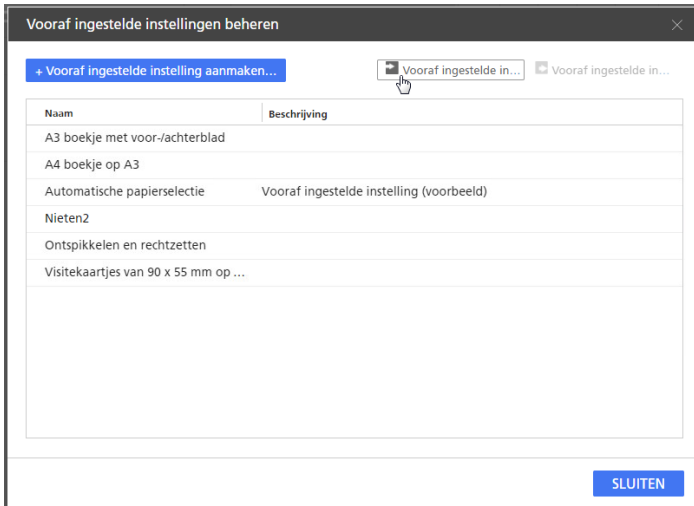 Vooraf ingestelde instellingen beheren
+ Vooraf ingestelde instelling aanmaken...
Vooraf ingestelde in...
Vooraf ingestelde in...
Naam Beschrijving
A3 boekje met voor-/achterblad
A4 boekje op A3
Automatische papierselectie Vooraf ingestelde instelling (voorbeeld)
Nieten2
Ontspikkelen en rechtzetten
Visitekaartjes van 90 x 55 mm op ...
SLUITEN